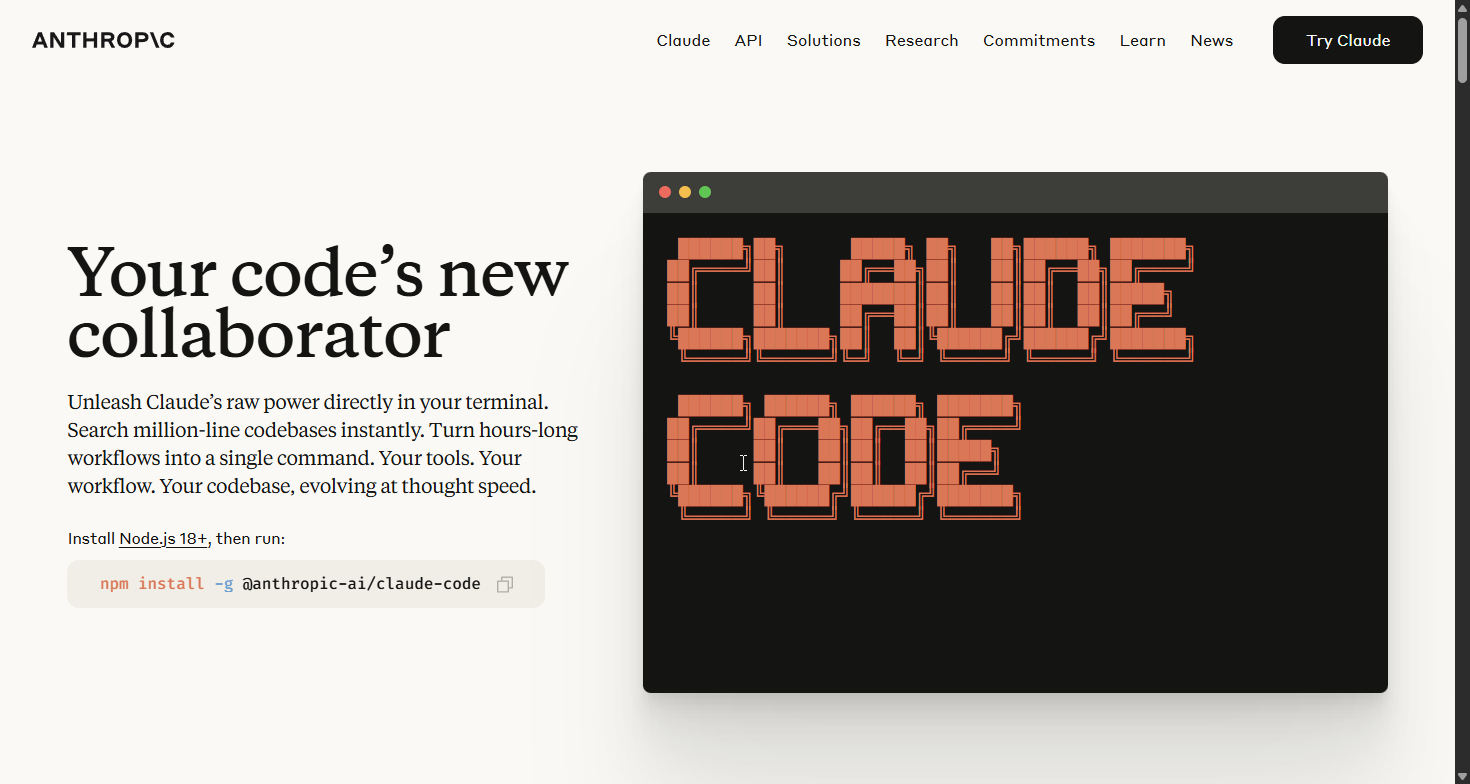 ANTHROP\C
Claude API Solutions Research Commitments Learn News Try Claude
Your code’s new
collaborator
Unleash Claude’s raw power directly in your terminal.
Search million-line codebases instantly. Turn hours-long
workflows into a single command. Your tools. Your
workflow. Your codebase, evolving at thought speed.
Install Node.js 18+, then run:
npm install -g @anthropic-ai/claude-code
CLAUDE
CODE